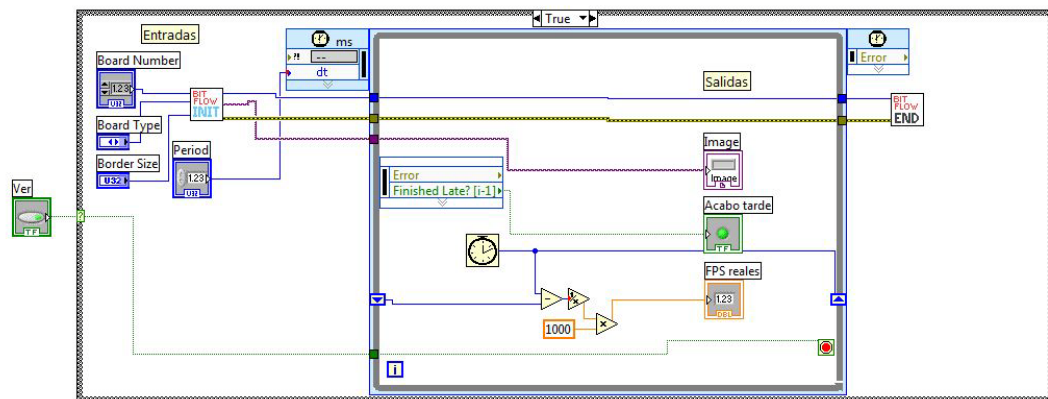 True
Entradas
ms
Error
Board Number
?!
--
dt
1.23
BIT
FLOW
INIT
Salidas
BIT
FLOW
END
Board Type
Border Size
U32
Period
1.23
U32
Image
Image
Ver
TF
?
Error
Finished Late? [i-1]
Acabo tarde
TF
FPS reales
1.23
DBL
1
x
1000
i